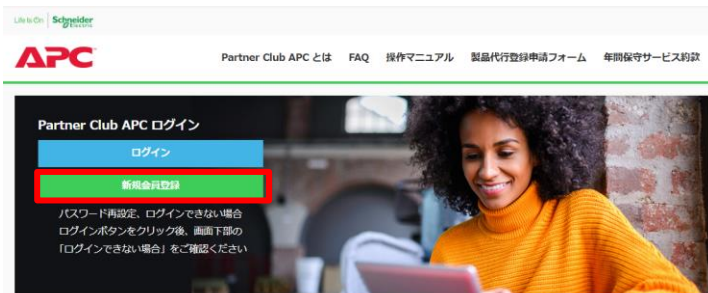 Life Is On | Schneider Electric
APC
Partner Club APC とは FAQ 操作マニュアル 製品代行登録申請フォーム 年間保守サービス約款
Partner Club APC ログイン
ログイン
新規会員登録
パスワード再設定、ログインできない場合
ログインボタンをクリック後、画面下部の
「ログインできない場合」をご確認ください